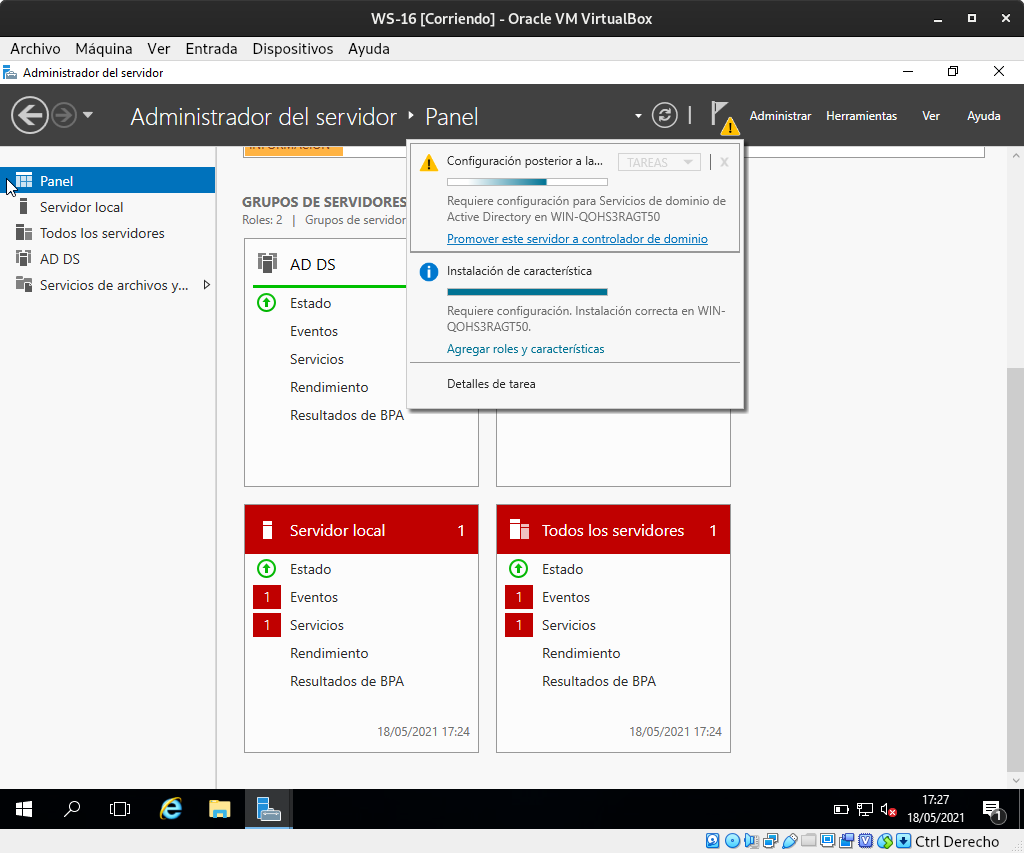 WS-16 [Corriendo] - Oracle VM VirtualBox
Archivo Máquina Ver Entrada Dispositivos Ayuda
Administrador del servidor
Administrador del servidor Panel
Administrar Herramientas Ver Ayuda
Panel
Servidor local
Todos los servidores
AD DS
Servicios de archivos y...
INFORMACIÓN
GRUPOS DE SERVIDORES
Roles: 2 | Grupos de servidor
AD DS
Estado
Eventos
Servicios
Rendimiento
Resultados de BPA
Configuración posterior a la...
TAREAS
X
Requiere configuración para Servicios de dominio de
Active Directory en WIN-QOHS3RAGT50
Promover este servidor a controlador de dominio
Instalación de característica
Requiere configuración. Instalación correcta en WIN-
QOHS3RAGT50.
Agregar roles y características
Detalles de tarea
Servidor local 1
Estado
1 Eventos
1 Servicios
Rendimiento
Resultados de BPA
18/05/2021 17:24
Todos los servidores 1
Estado
1 Eventos
1 Servicios
Rendimiento
Resultados de BPA
18/05/2021 17:24
17:27
18/05/2021
1
Ctrl Derecho